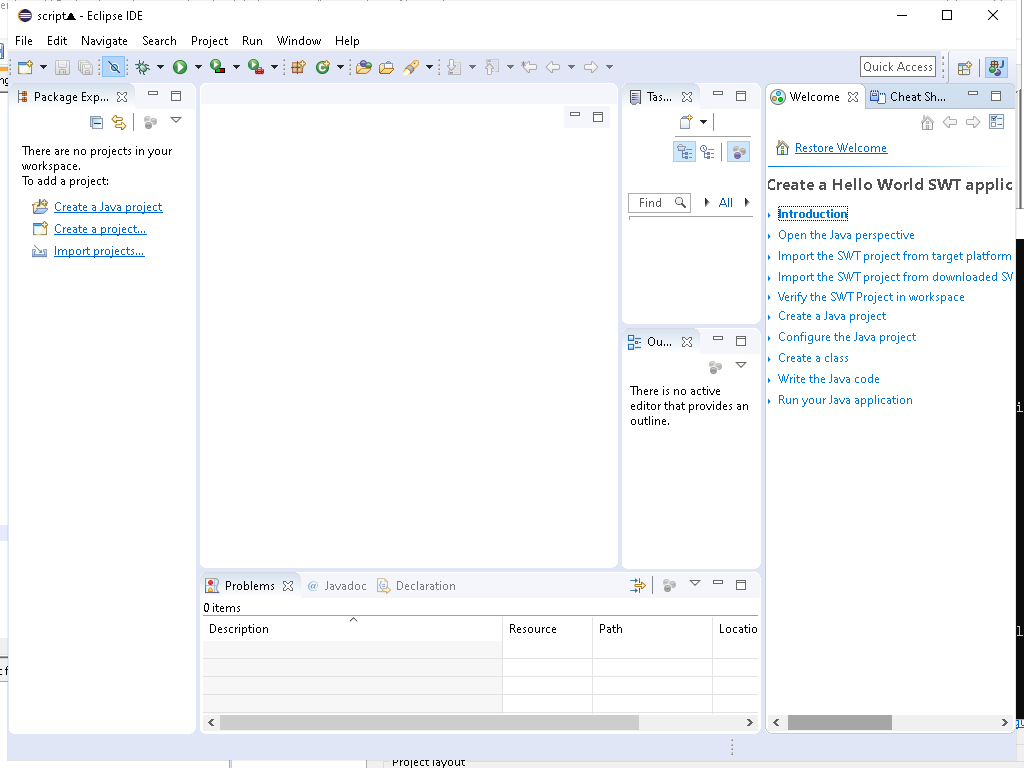 script▲ - Eclipse IDE
File Edit Navigate Search Project Run Window Help
Quick Access
Package Exp...
There are no projects in your
workspace.
To add a project:
Create a Java project
Create a project...
Import projects...
Tas...
Find
All
Ou...
There is no active
editor that provides an
outline.
Welcome
Cheat Sh...
Restore Welcome
Create a Hello World SWT applic
Introduction
Open the Java perspective
Import the SWT project from target platform
Import the SWT project from downloaded SV
Verify the SWT Project in workspace
Create a Java project
Configure the Java project
Create a class
Write the Java code
Run your Java application
Problems
@ Javadoc
Declaration
0 items
Description Resource Path Locatio
Project layout